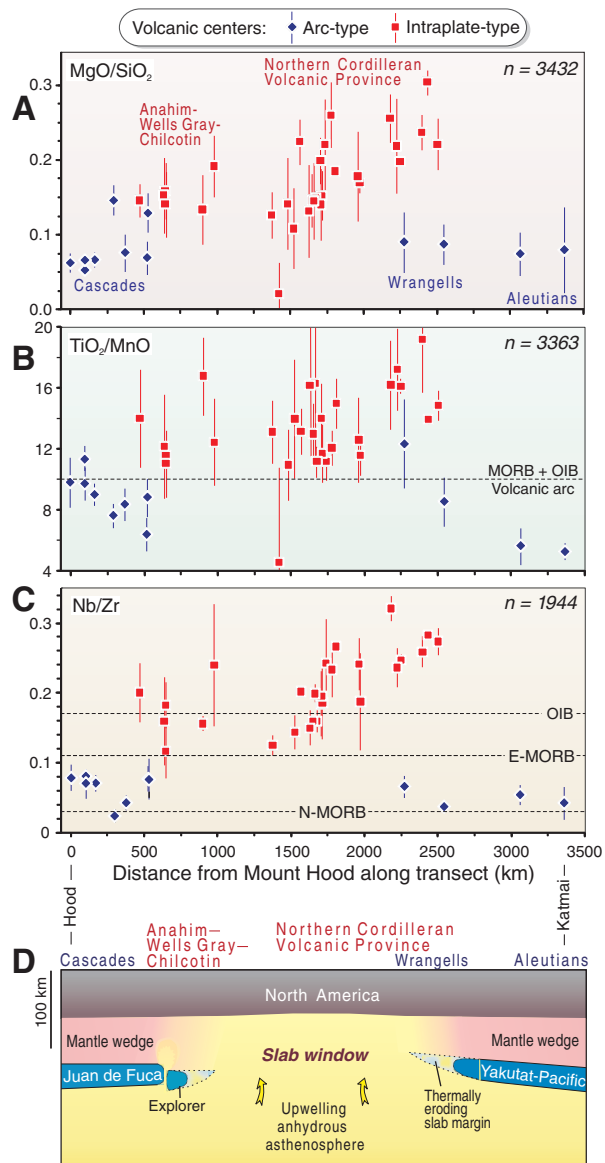 Volcanic centers: Arc-type Intraplate-type
A
MgO/SiO₂
n = 3432
Northern Cordilleran
Volcanic Province
Anahim-
Wells Gray-
Chilcotin
Cascades
Wrangells
Aleutians
0.3
0.2
0.1
0.0
B
TiO₂/MnO
n = 3363
MORB + OIB
Volcanic arc
20
16
12
8
4
C
Nb/Zr
n = 1944
OIB
E-MORB
N-MORB
0.3
0.2
0.1
0
0 500 1000 1500 2000 2500 3000 3500
Distance from Mount Hood along transect (km)
Hood
Katmai
D
Cascades
Anahim—
Wells Gray—
Chilcotin
Northern Cordilleran
Volcanic Province
Wrangells
Aleutians
100 km
North America
Mantle wedge
Slab window
Mantle wedge
Juan de Fuca
Explorer
Yakutat-Pacific
Upwelling
anhydrous
asthenosphere
Thermally
eroding
slab margin